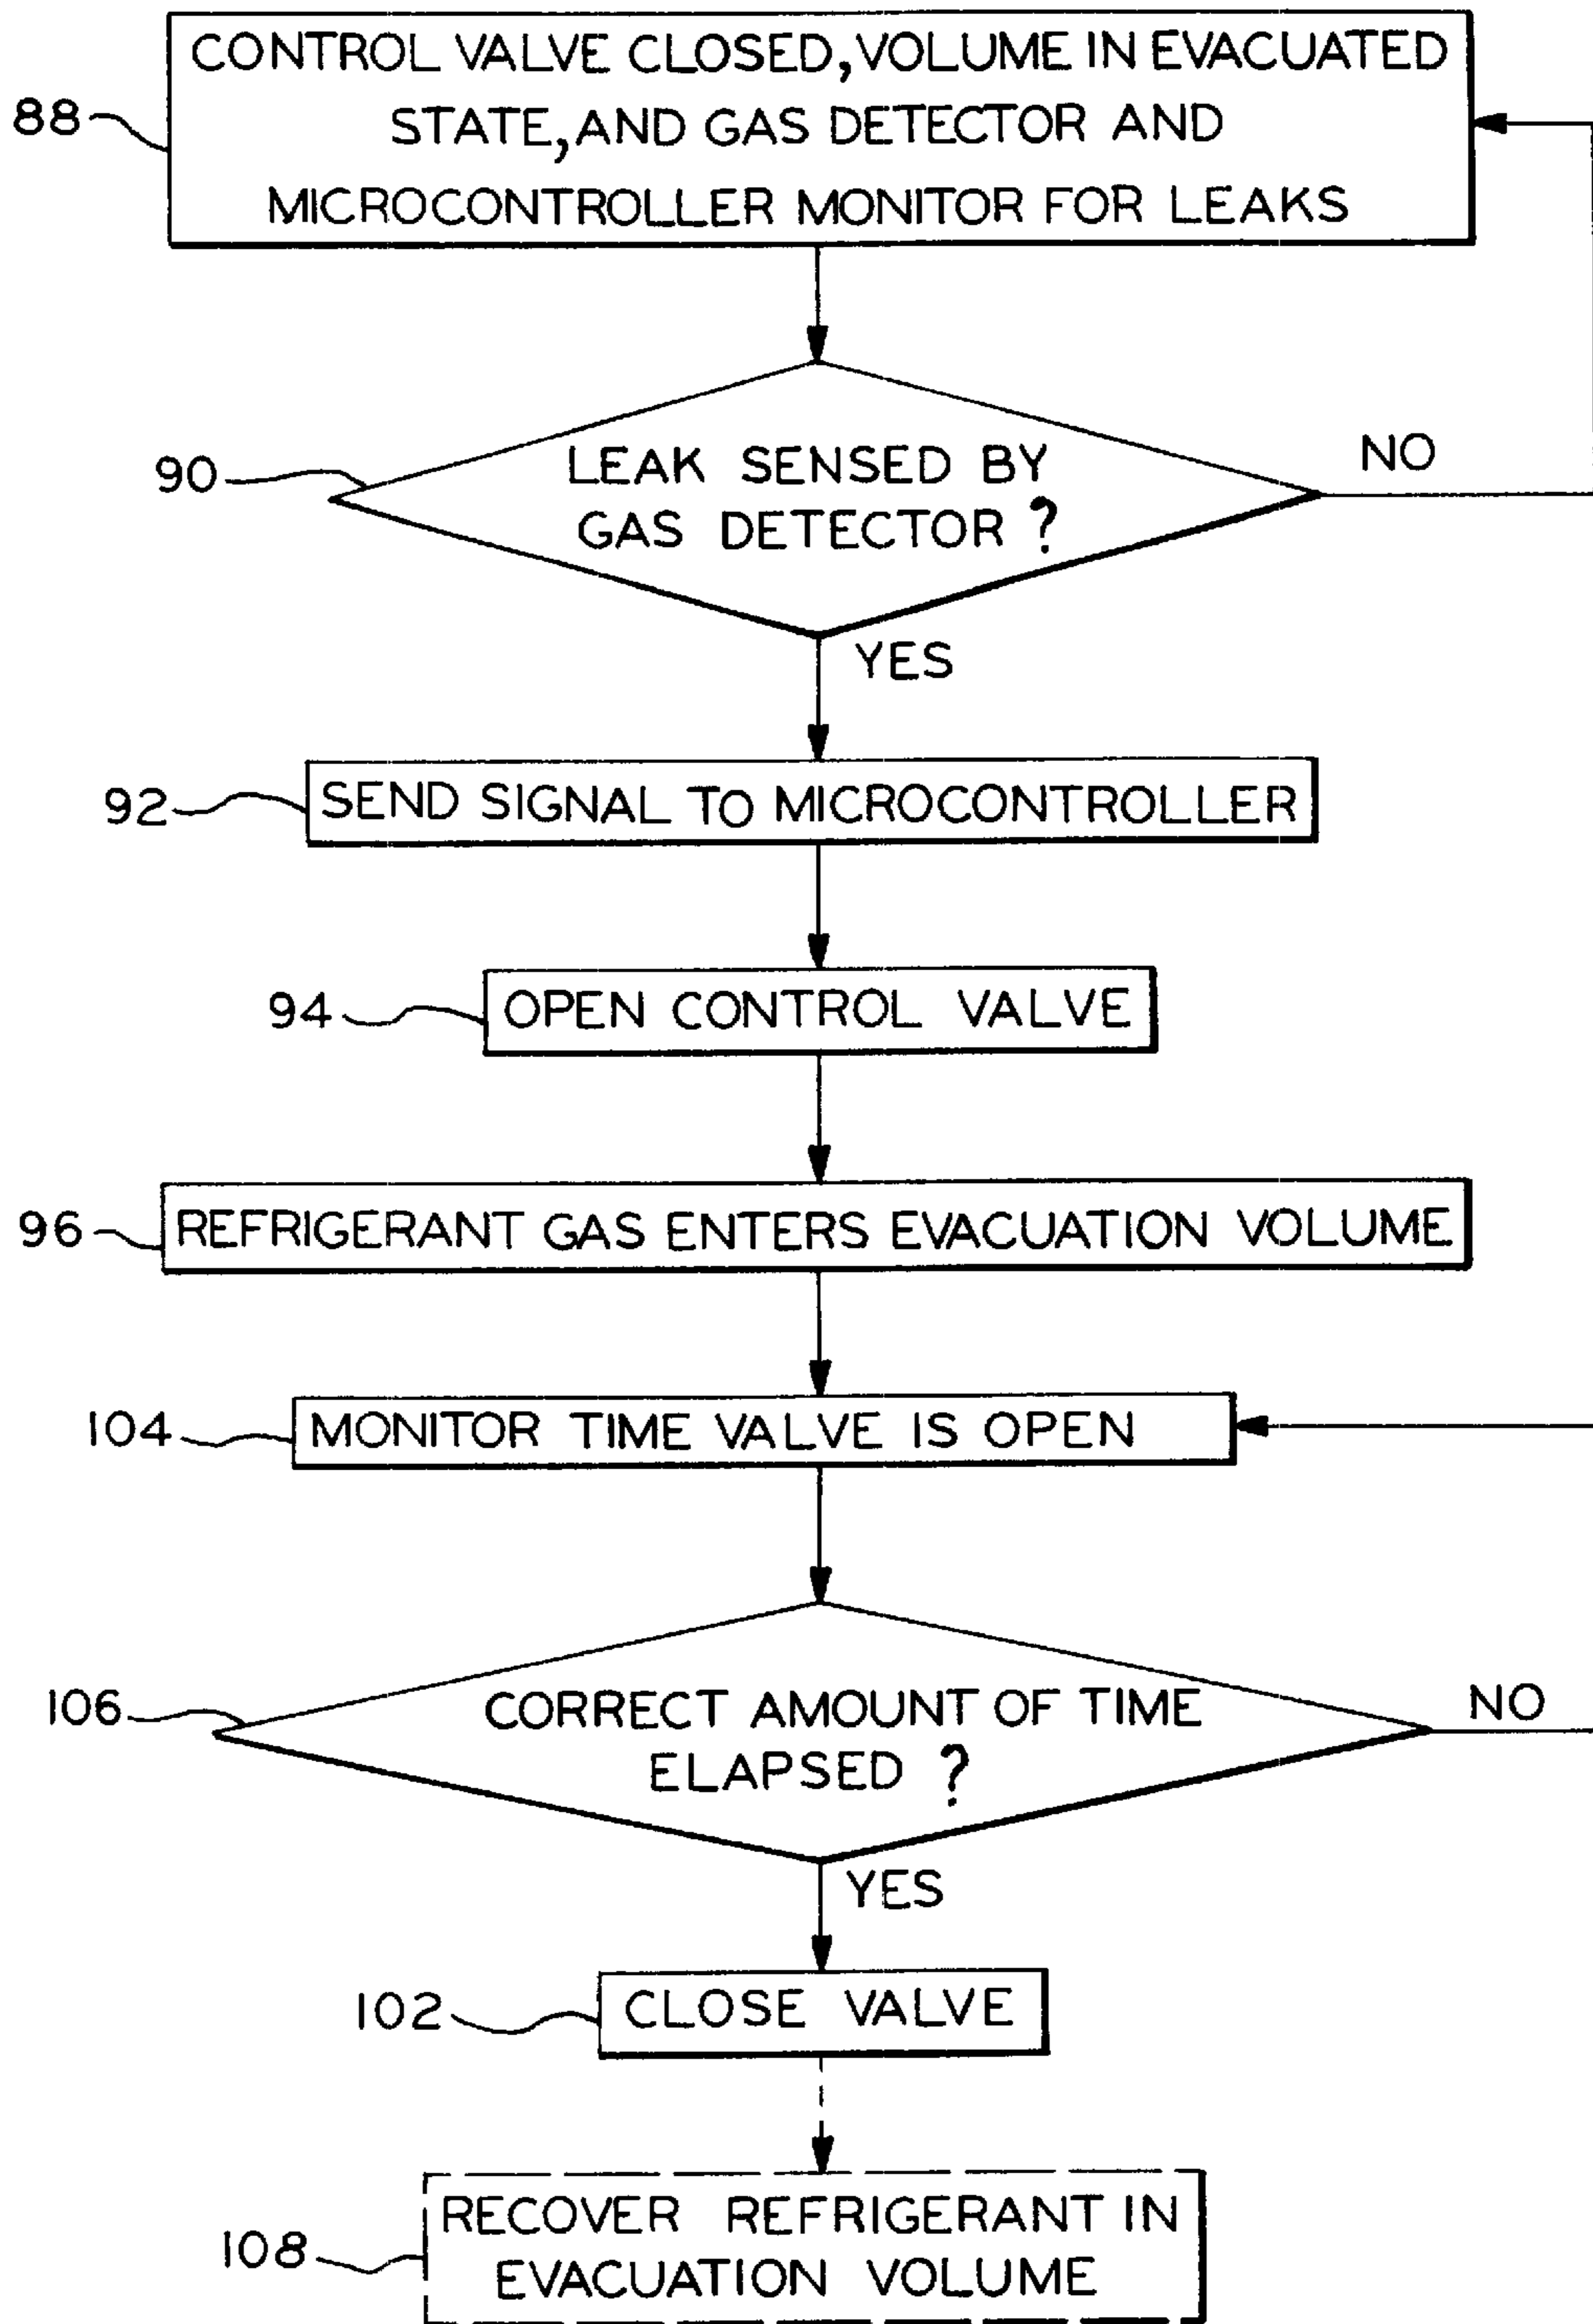 CONTROL VALVE CLOSED, VOLUME IN EVACUATED
STATE, AND GAS DETECTOR AND
MICROCONTROLLER MONITOR FOR LEAKS
88
LEAK SENSED BY
GAS DETECTOR ?
90
NO
YES
SEND SIGNAL TO MICROCONTROLLER
92
OPEN CONTROL VALVE
94
REFRIGERANT GAS ENTERS EVACUATION VOLUME
96
MONITOR TIME VALVE IS OPEN
104
CORRECT AMOUNT OF TIME
ELAPSED ?
106
NO
YES
CLOSE VALVE
102
RECOVER REFRIGERANT IN
EVACUATION VOLUME
108